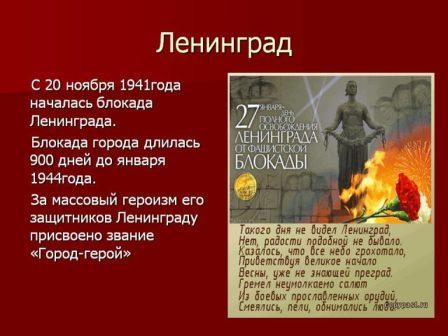 Ленинград
С 20 ноября 1941года
началась блокада
Ленинграда.
Блокада города длилась
900 дней до января
1944года.
За массовый героизм его
защитников Ленинграду
присвоено звание
«Город-герой»
27 ЯНВАРЯ-
ДЕНЬ
ПОЛНОГО
ОСВОБОЖДЕНИЯ
ЛЕНИНГРАДА
ОТ ФАШИСТСКОЙ
БЛОКАДЫ
Такого дня не видел Ленинград,
Нет, радости подобной не бывало.
Казалось, что все небо грохотало,
Приветствуя великое начало
Весны, уже не знающей преград.
Гремел неумолкаемо салют
Из боевых прославленных орудий,
Смеялись, пели, обнимались люди.